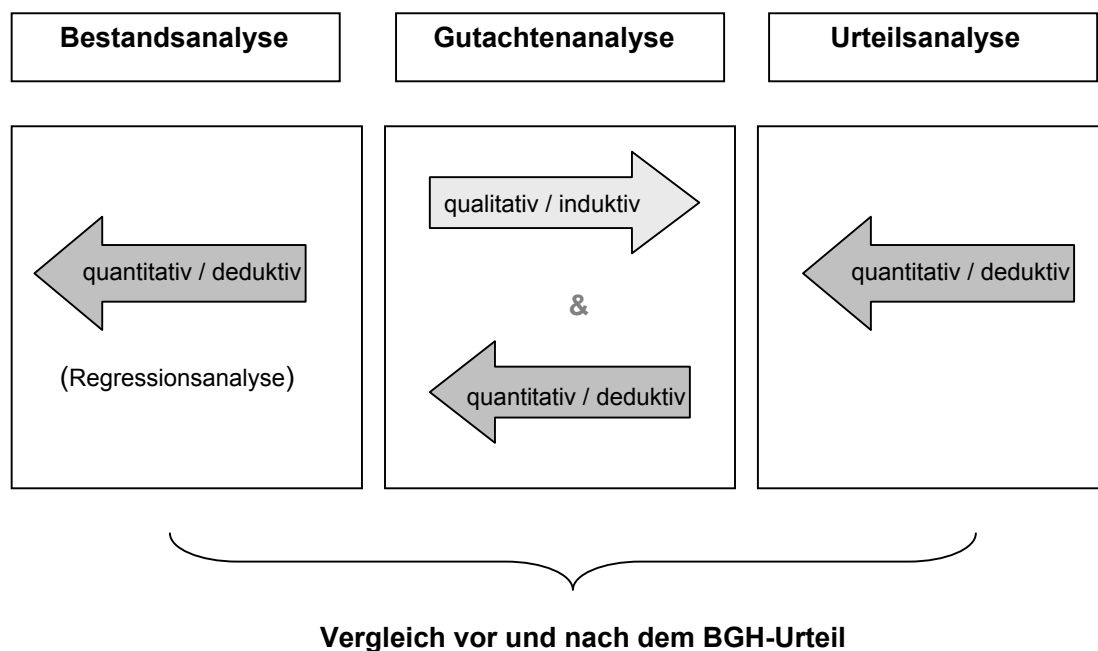 Bestandsanalyse
Gutachtenanalyse
Urteilsanalyse
quantitativ / deduktiv
(Regressionsanalyse)
qualitativ / induktiv
&
quantitativ / deduktiv
quantitativ / deduktiv
Vergleich vor und nach dem BGH-Urteil